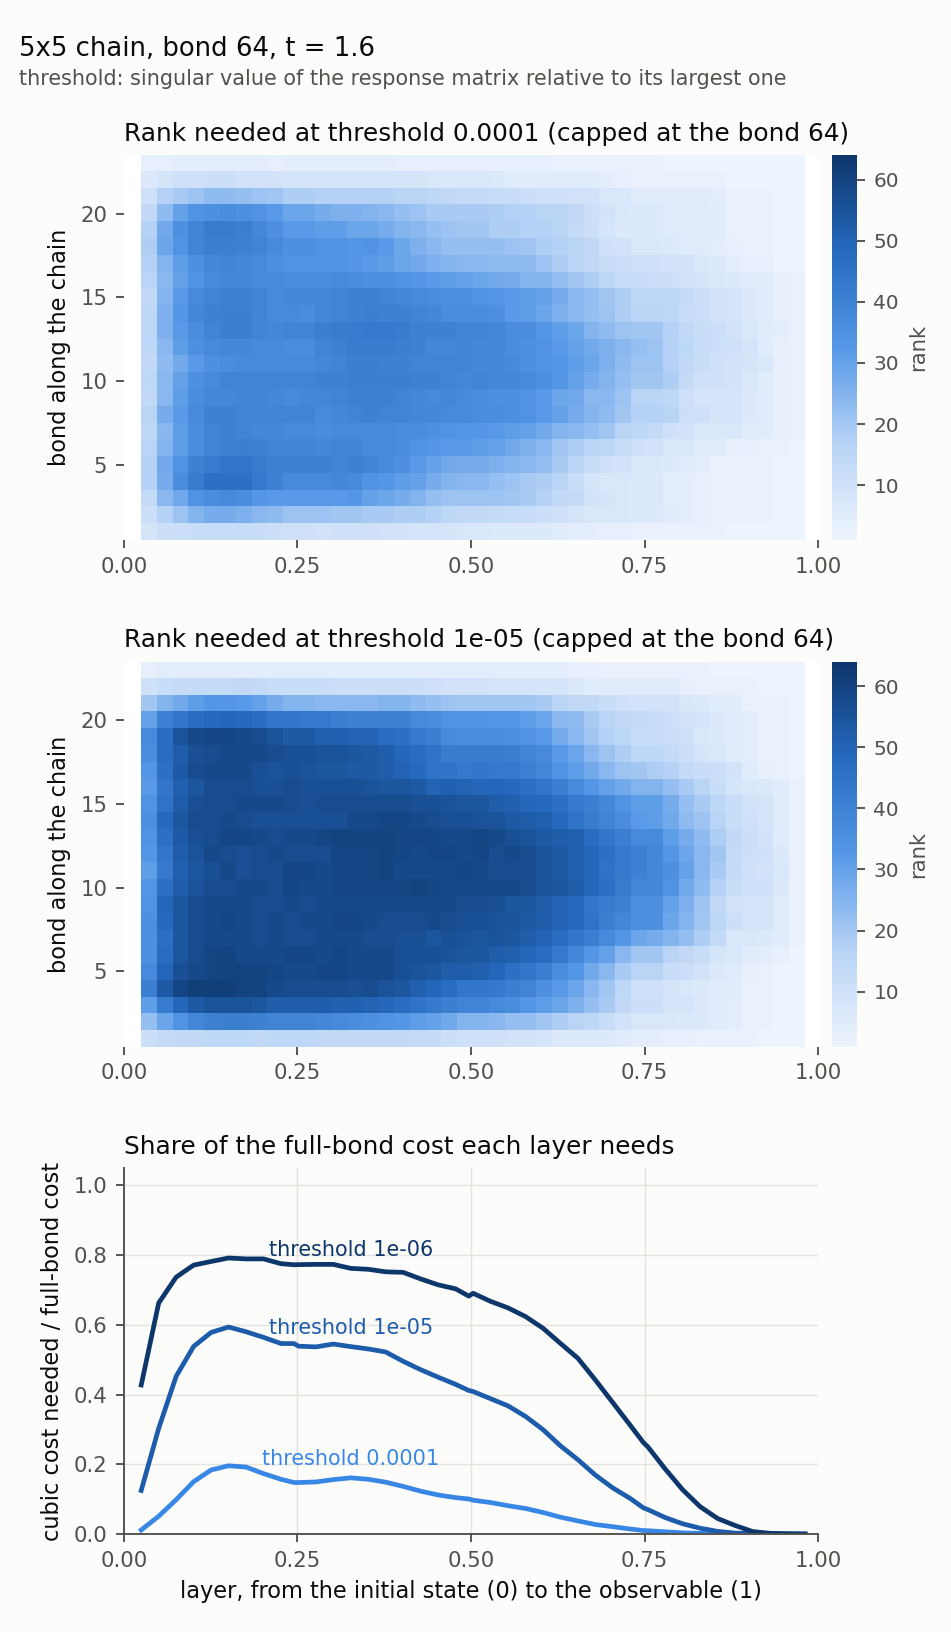 5x5 chain, bond 64, t = 1.6
threshold: singular value of the response matrix relative to its largest one
Rank needed at threshold 0.0001 (capped at the bond 64)
bond along the chain
20
15
10
5
0.00
0.25
0.50
0.75
1.00
60
50
40
30
20
10
rank
Rank needed at threshold 1e-05 (capped at the bond 64)
bond along the chain
20
15
10
5
0.00
0.25
0.50
0.75
1.00
60
50
40
30
20
10
rank
Share of the full-bond cost each layer needs
cubic cost needed / full-bond cost
1.0
0.8
0.6
0.4
0.2
0.0
threshold 1e-06
threshold 1e-05
threshold 0.0001
0.00
0.25
0.50
0.75
1.00
layer, from the initial state (0) to the observable (1)